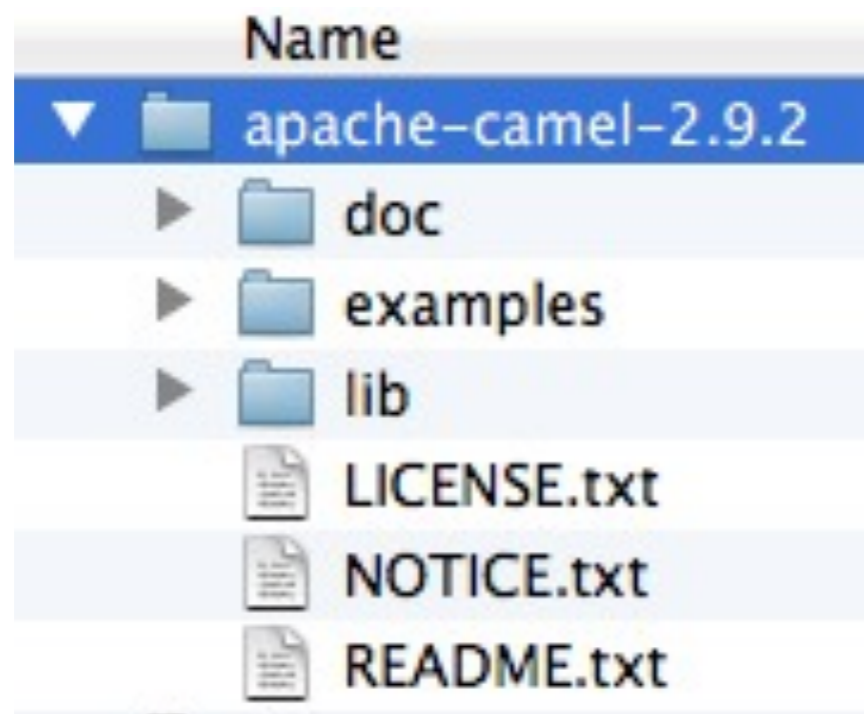 Name
apache-camel-2.9.2
doc
examples
lib
LICENSE.txt
NOTICE.txt
README.txt